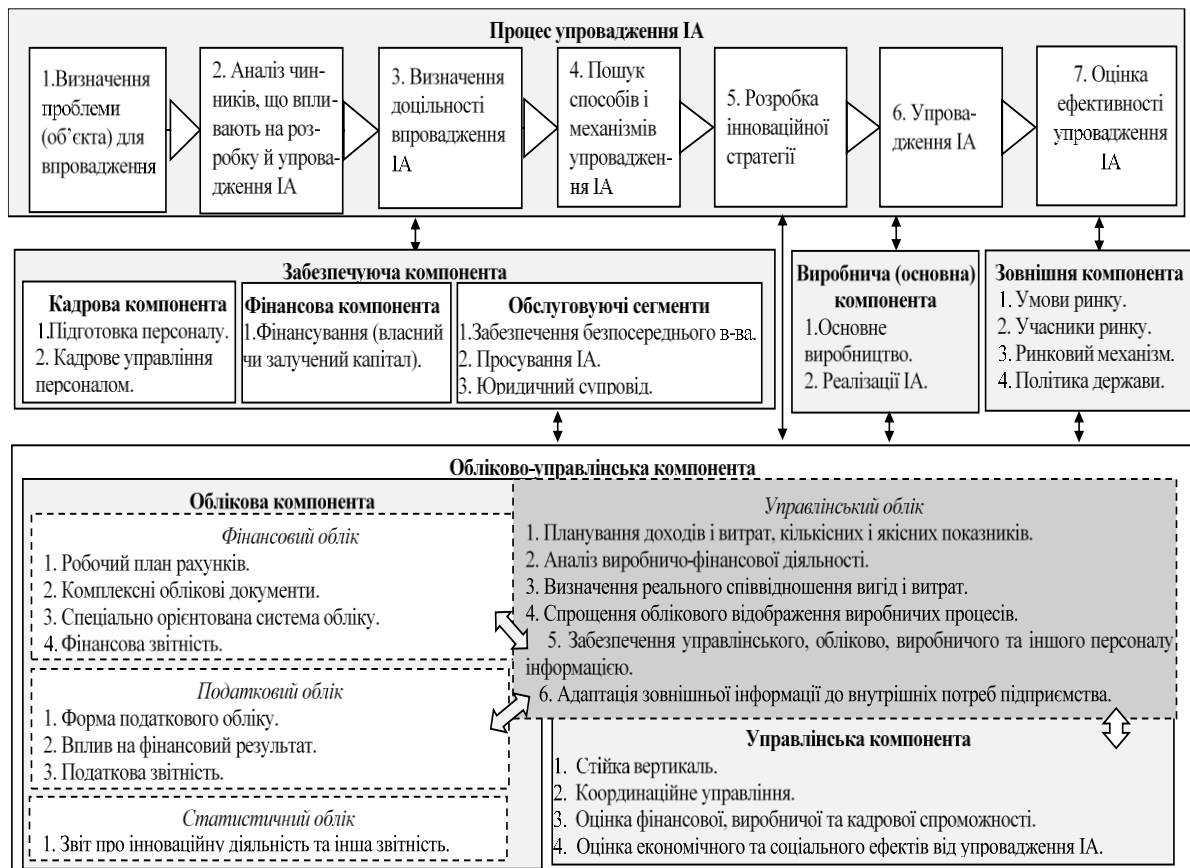 Процес упровадження ІА
1.Визначення
проблеми
(об’єкта) для
впровадження
2. Аналіз чин-
ників, що впли-
вають на роз-
робку й упрова-
дження ІА
3. Визначення
доцільності
впровадження
ІА
4. Пошук
способів і
механізмів
упроваджен-
ня ІА
5. Розробка
інноваційної
стратегії
6. Упрова-
дження ІА
7. Оцінка
ефективності
упровадження
ІА
Забезпечуюча компонента
Кадрова компонента
1.Підготовка персоналу.
2. Кадрове управління
персоналом.
Фінансова компонента
1.Фінансування (власний
чи залучений капітал).
Обслуговуючі сегменти
1.Забезпечення безпосереднього в-ва.
2. Просування ІА.
3. Юридичний супровід.
Виробнича (основна)
компонента
1.Основне
виробництво.
2. Реалізації ІА.
Зовнішня компонента
1. Умови ринку.
2. Учасники ринку.
3. Ринковий механізм.
4. Політика держави.
Обліково-управлінська компонента
Облікова компонента
Фінансовий облік
1. Робочий план рахунків.
2. Комплексні облікові документи.
3. Спеціально орієнтована система обліку.
4. Фінансова звітність.
Податковий облік
1. Форма податкового обліку.
2. Вплив на фінансовий результат.
3. Податкова звітність.
Статистичний облік
1. Звіт про інноваційну діяльність та інша звітність.
Управлінський облік
1. Планування доходів і витрат, кількісних і якісних показників.
2. Аналіз виробничо-фінансової діяльності.
3. Визначення реального співвідношення вигід і витрат.
4. Спрощення облікового відображення виробничих процесів.
5. Забезпечення управлінського, обліково, виробничого та іншого персоналу
інформацією.
6. Адаптація зовнішньої інформації до внутрішніх потреб підприємства.
Управлінська компонента
1. Стійка вертикаль.
2. Координаційне управління.
3. Оцінка фінансової, виробничої та кадрової спроможності.
4. Оцінка економічного та соціального ефектів від упровадження ІА.